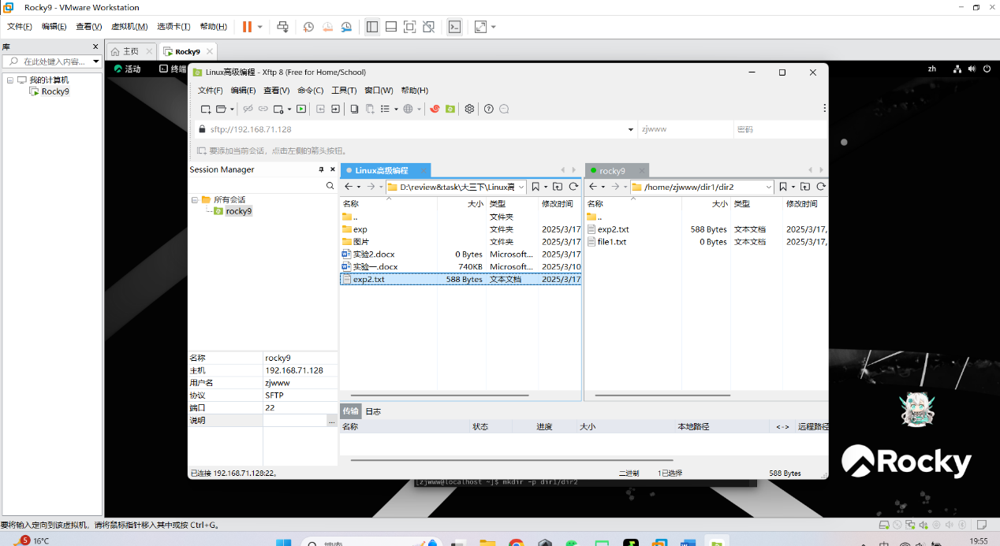 Rocky9 - VMware Workstation
文件(F) 编辑(E) 查看(V) 虚拟机(M) 选项卡(T) 帮助(H)
库
在此处键入内容...
我的计算机
Rocky9
主页 Rocky9
活动 终端 zh
Linux高级编程 - Xftp 8 (Free for Home/School)
文件(F) 编辑(E) 查看(V) 命令(C) 工具(T) 窗口(W) 帮助(H)
sftp://192.168.71.128 zjwww 密码
要添加当前会话，点击左侧的箭头按钮。
Session Manager
所有会话
rocky9
名称 rocky9
主机 192.168.71.128
用户名 zjwww
协议 SFTP
端口 22
说明 ...
Linux高级编程
D:\review&task\大三下\Linux高
名称 大小 类型 修改时间
.. 文件夹
exp 文件夹 2025/3/17
图片 文件夹 2025/3/17
实验2.docx 0 Bytes Microsoft... 2025/3/17
实验一.docx 740KB Microsoft... 2025/3/10
exp2.txt 588 Bytes 文本文档 2025/3/17
rocky9
/home/zjwww/dir1/dir2
名称 大小 类型 修改时间
..
exp2.txt 588 Bytes 文本文档 2025/3/17,
file1.txt 0 Bytes 文本文档 2025/3/17,
传输 日志
名称 状态 进度 大小 本地路径 <-> 远程路径
已连接 192.168.71.128:22。 二进制 1已选择 588 Bytes
[zjwww@localhost ~]$ mkdir -p dir1/dir2
Rocky
要将输入定向到该虚拟机，请将鼠标指针移入其中或按 Ctrl+G。
5 16°C 搜索 中 19:55